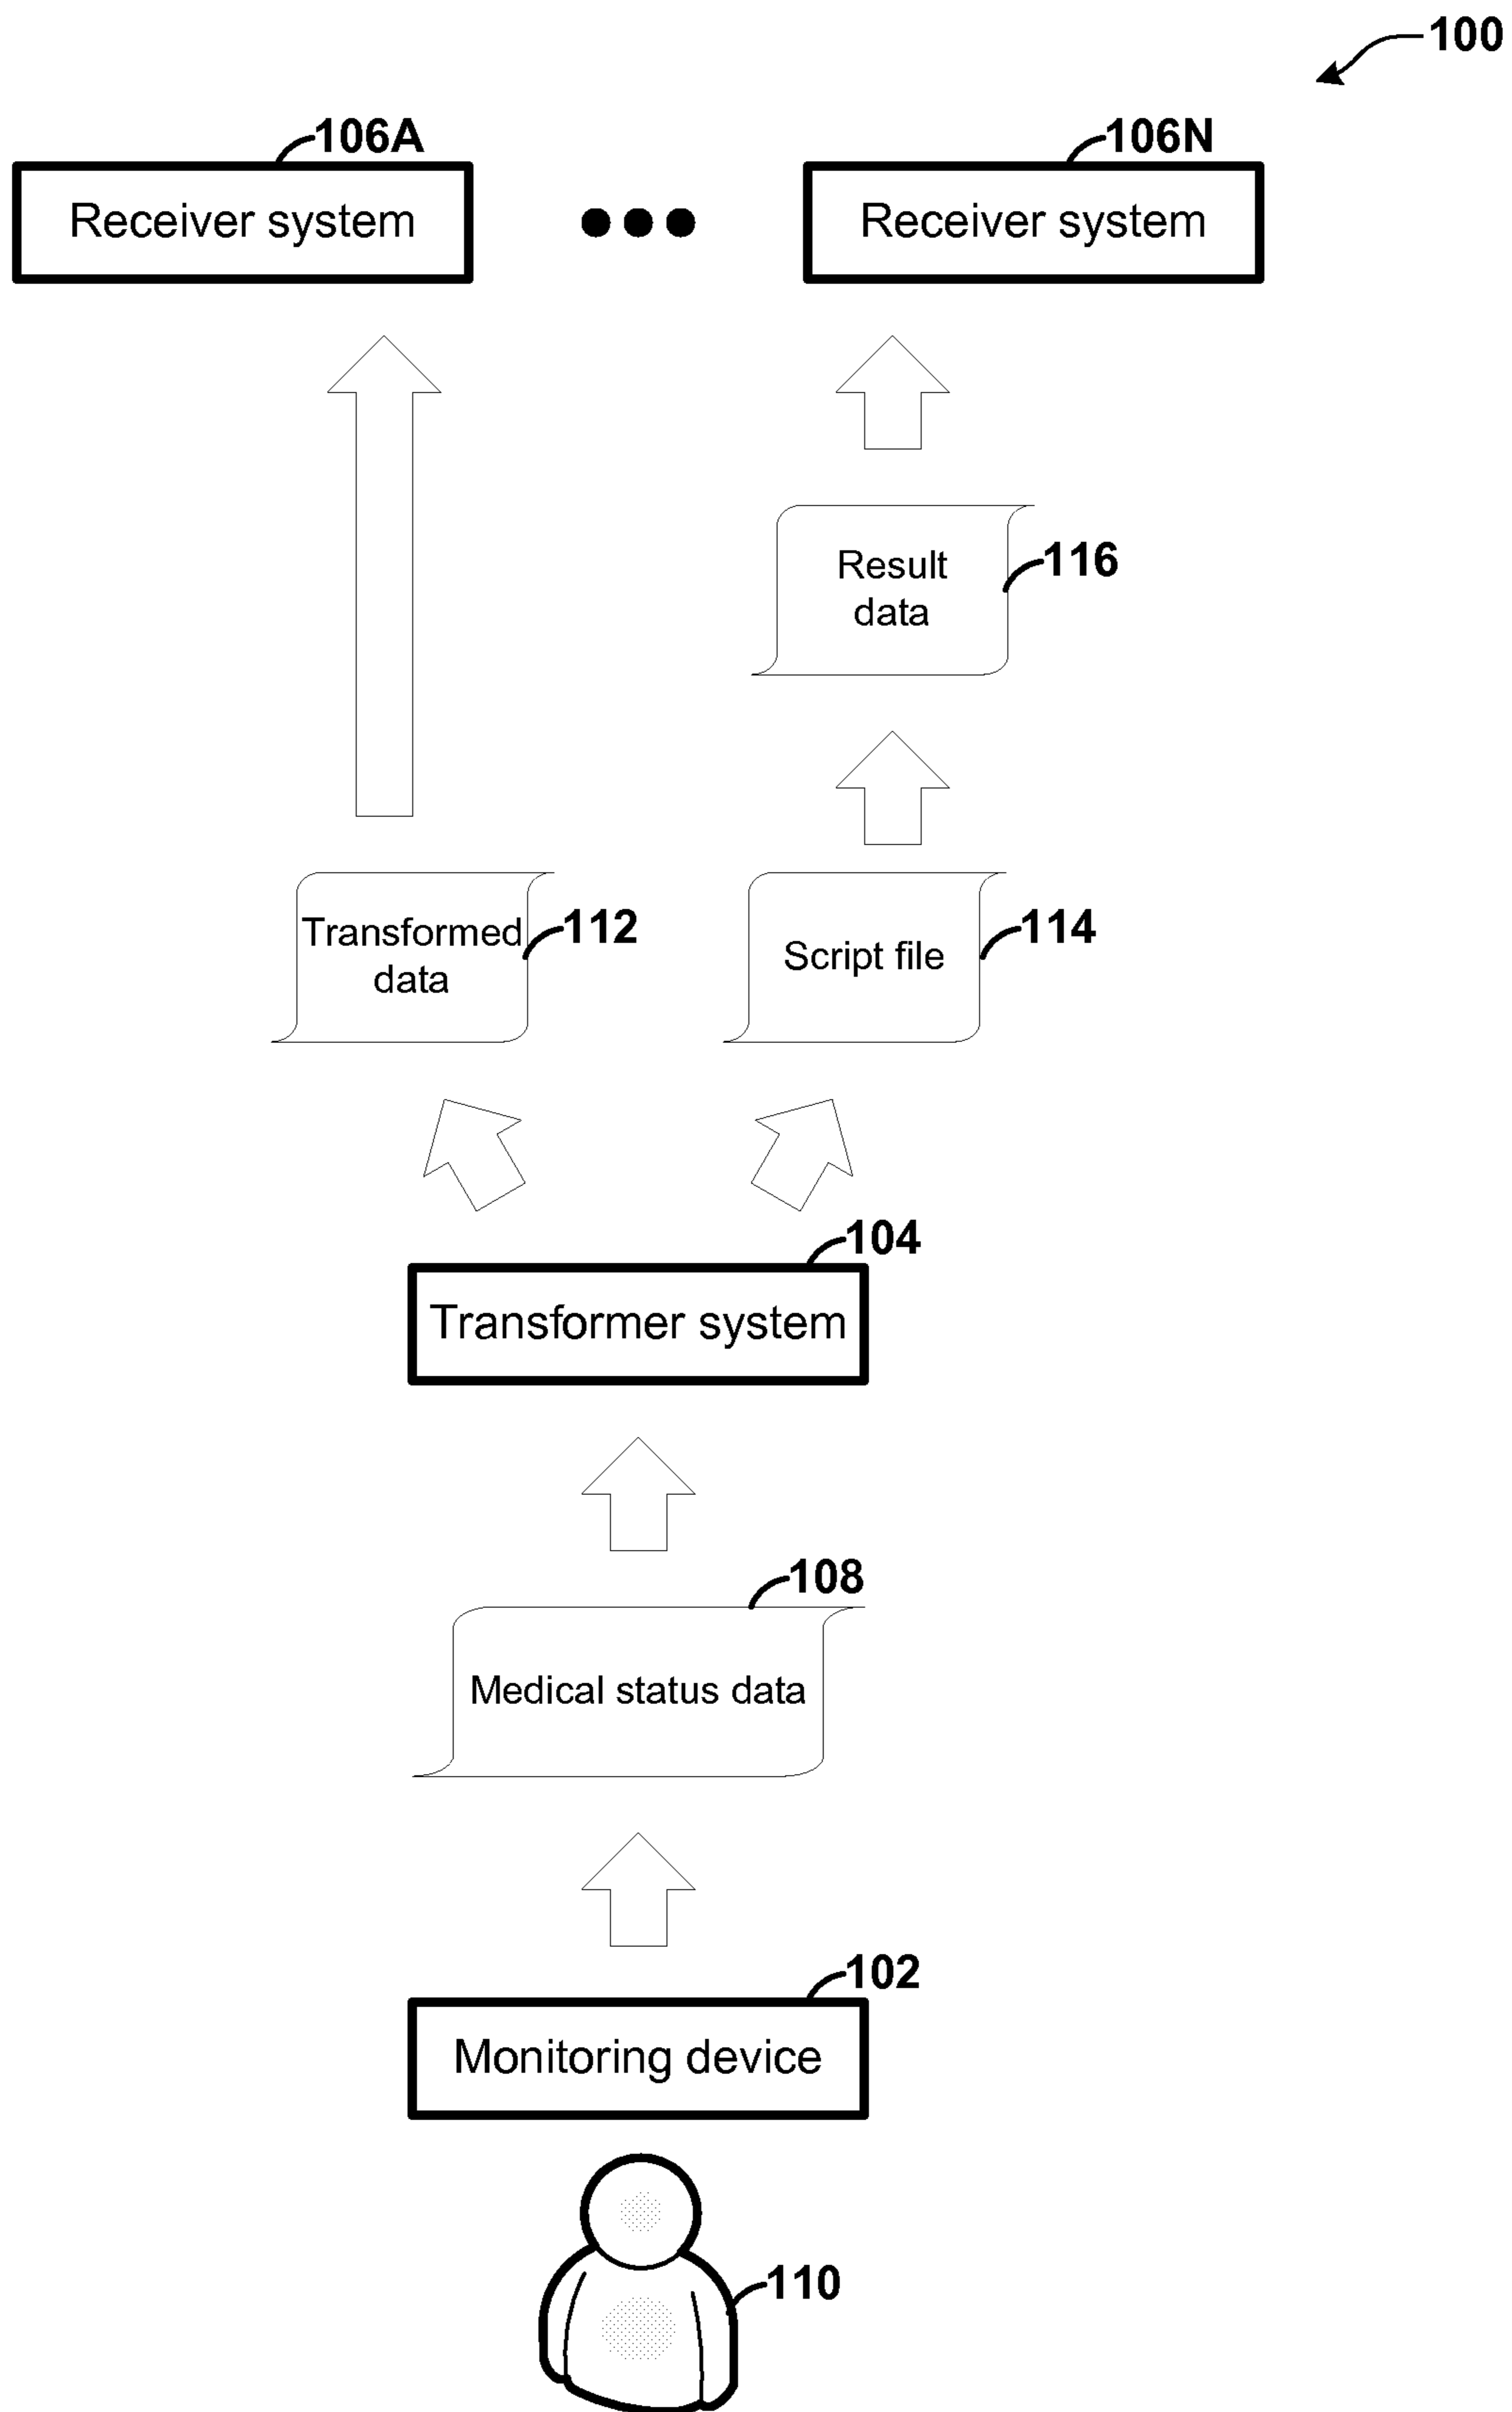 100
106A
106N
Receiver system
Receiver system
Result
data
116
Transformed
data
112
Script file
114
104
Transformer system
108
Medical status data
102
Monitoring device
110